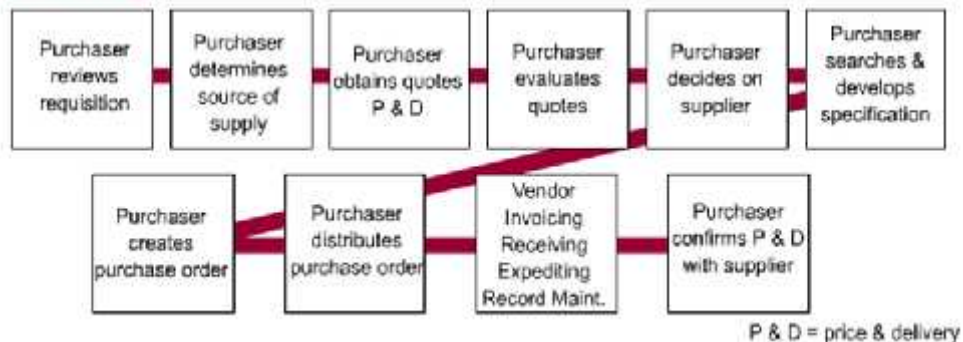 Purchaser
reviews
requisition
Purchaser
determines
source of
supply
Purchaser
obtains quotes
P & D
Purchaser
evaluates
quotes
Purchaser
decides on
supplier
Purchaser
searches &
develops
specification
Purchaser
creates
purchase order
Purchaser
distributes
purchase order
Vendor
Invoicing
Receiving
Expediting
Record Maint.
Purchaser
confirms P & D
with supplier
P & D = price & delivery